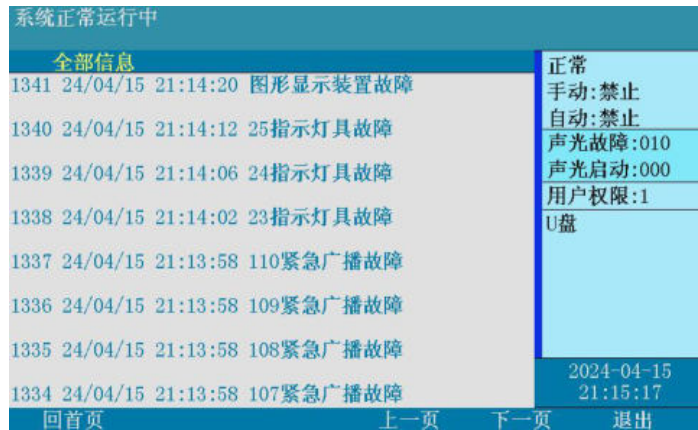 系统正常运行中
全部信息
1341 24/04/15 21:14:20 图形显示装置故障
1340 24/04/15 21:14:12 25指示灯具故障
1339 24/04/15 21:14:06 24指示灯具故障
1338 24/04/15 21:14:02 23指示灯具故障
1337 24/04/15 21:13:58 110紧急广播故障
1336 24/04/15 21:13:58 109紧急广播故障
1335 24/04/15 21:13:58 108紧急广播故障
1334 24/04/15 21:13:58 107紧急广播故障
正常
手动:禁止
自动:禁止
声光故障:010
声光启动:000
用户权限:1
U盘
2024-04-15
21:15:17
回首页 上一页 下一页 退出